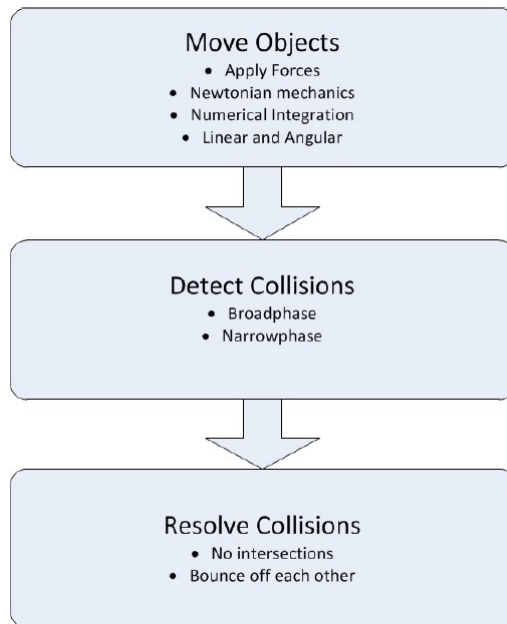 Move Objects
• Apply Forces
• Newtonian mechanics
• Numerical Integration
• Linear and Angular
Detect Collisions
• Broadphase
• Narrowphase
Resolve Collisions
• No intersections
• Bounce off each other